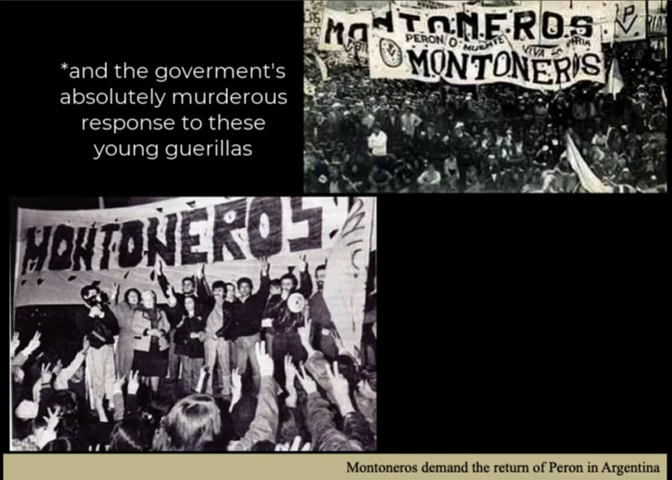 *and the goverment's
absolutely murderous
response to these
young guerillas
MONTONEROS
PERON O MUERTE
VIVA LA PATRIA
MONTONEROS
MONTONEROS
Montoneros demand the return of Peron in Argentina